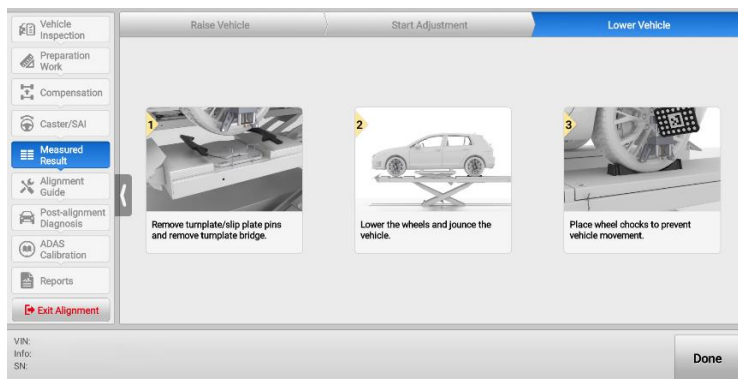 Vehicle
Inspection
Preparation
Work
Compensation
Caster/SAI
Measured
Result
Alignment
Guide
Post-alignment
Diagnosis
ADAS
Calibration
Reports
Exit Alignment
Raise Vehicle
Start Adjustment
Lower Vehicle
1
Remove turnplate/slip plate pins
and remove turnplate bridge.
2
Lower the wheels and jounce the
vehicle.
3
Place wheel chocks to prevent
vehicle movement.
VIN:
Info:
SN:
Done